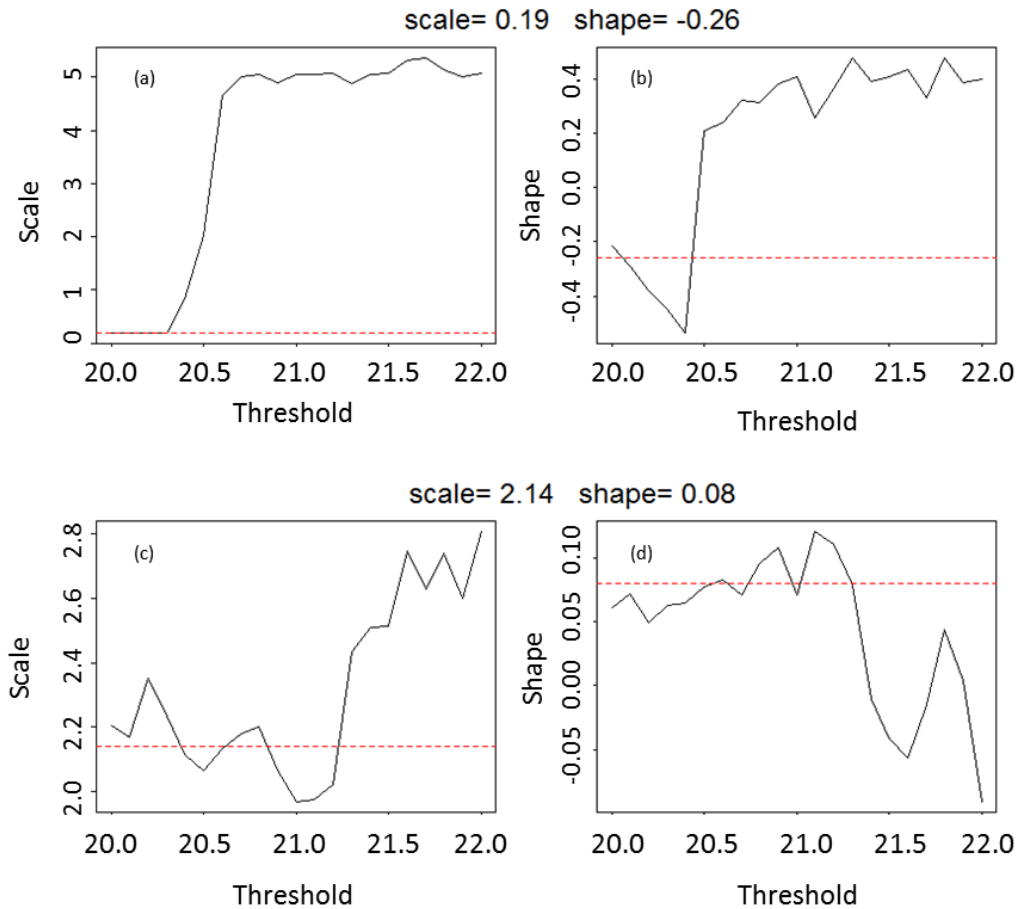 scale= 0.19 shape= -0.26
(a)
Scale
5
4
3
2
1
0
20.0 20.5 21.0 21.5 22.0
Threshold
(b)
Shape
0.4
0.2
0.0
-0.2
-0.4
20.0 20.5 21.0 21.5 22.0
Threshold
scale= 2.14 shape= 0.08
(c)
Scale
2.8
2.6
2.4
2.2
2.0
20.0 20.5 21.0 21.5 22.0
Threshold
(d)
Shape
0.10
0.05
0.00
-0.05
20.0 20.5 21.0 21.5 22.0
Threshold